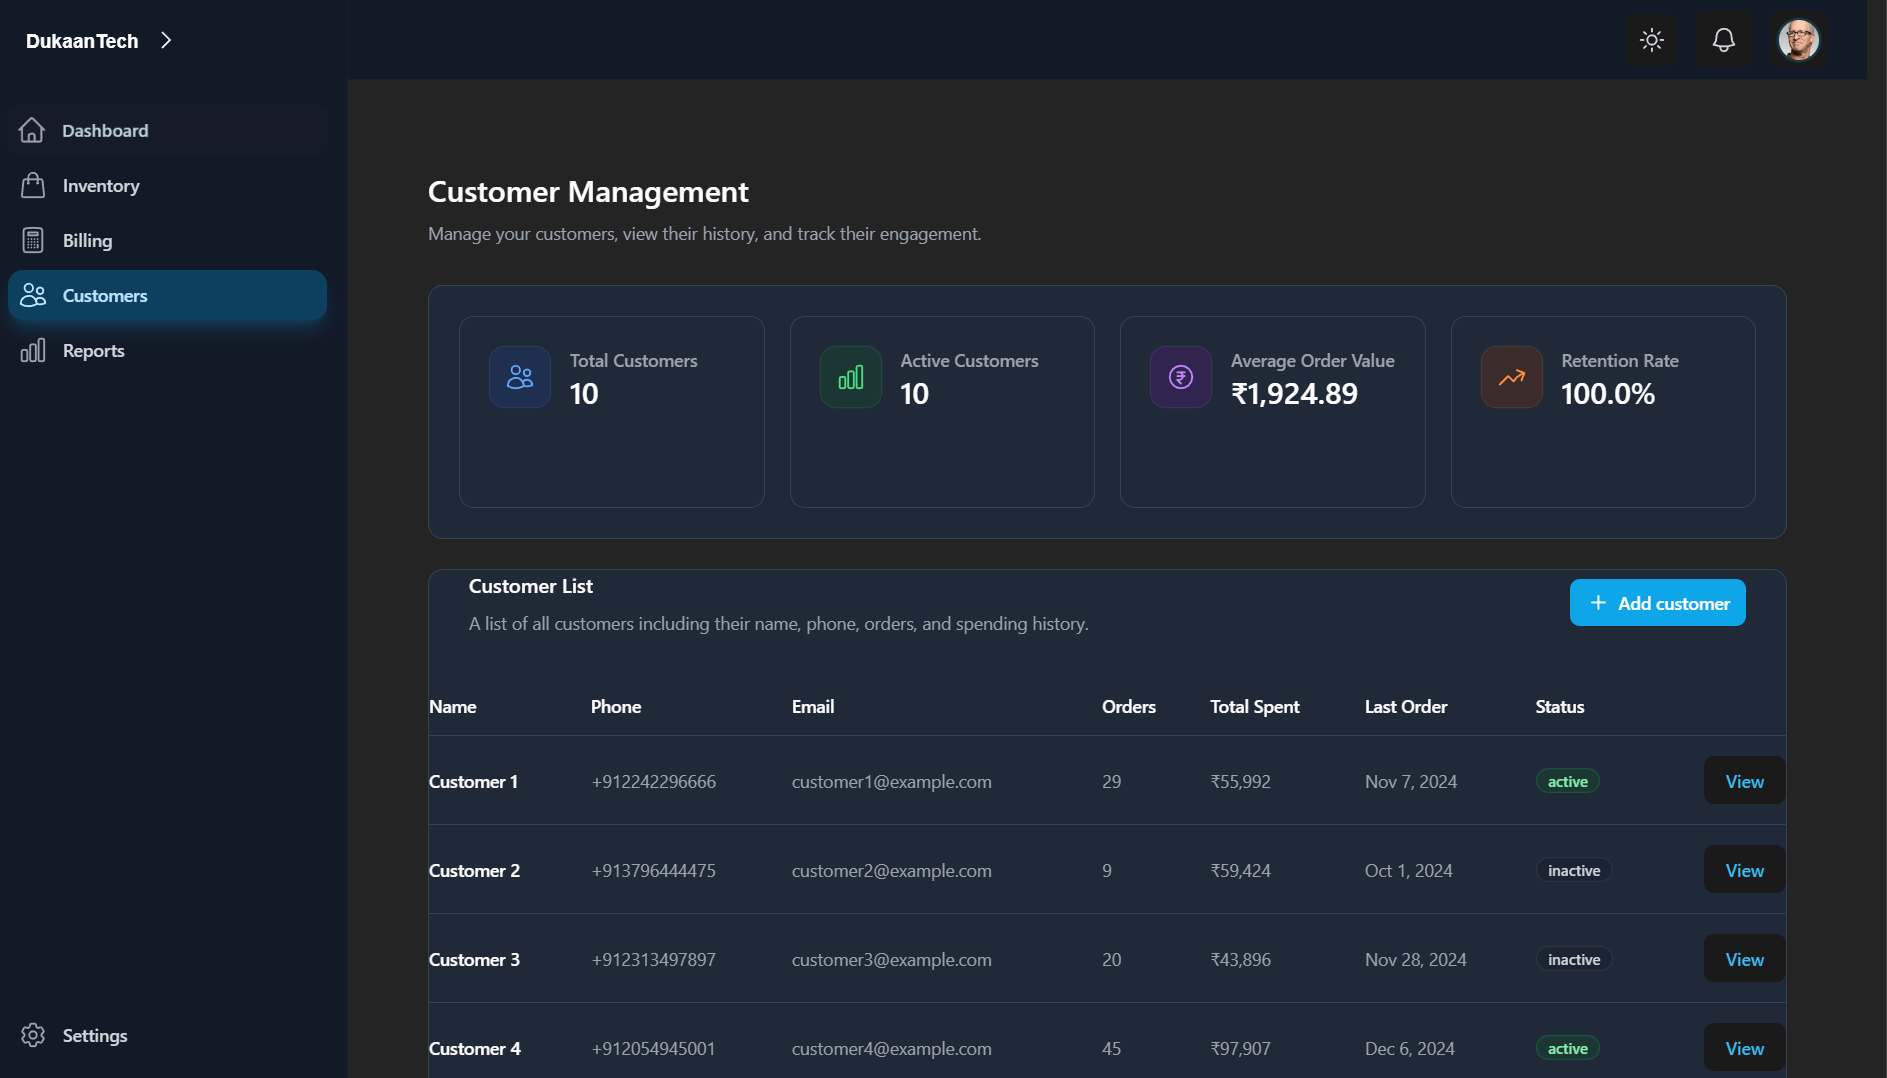 DukaanTech
Dashboard
Inventory
Billing
Customers
Reports
Settings
Customer Management
Manage your customers, view their history, and track their engagement.
Total Customers
10
Active Customers
10
Average Order Value
₹1,924.89
Retention Rate
100.0%
Customer List
A list of all customers including their name, phone, orders, and spending history.
Add customer
Name Phone Email Orders Total Spent Last Order Status
Customer 1 +912242296666 customer1@example.com 29 ₹55,992 Nov 7, 2024 active View
Customer 2 +913796444475 customer2@example.com 9 ₹59,424 Oct 1, 2024 inactive View
Customer 3 +912313497897 customer3@example.com 20 ₹43,896 Nov 28, 2024 inactive View
Customer 4 +912054945001 customer4@example.com 45 ₹97,907 Dec 6, 2024 active View